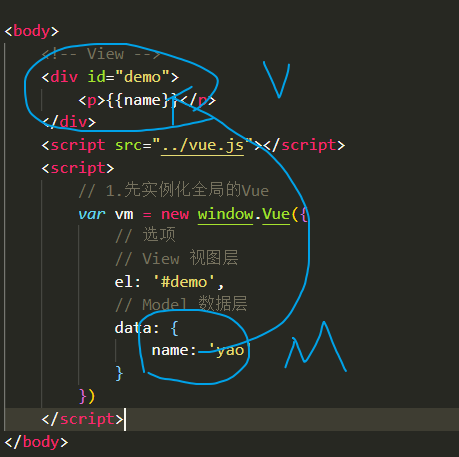 <body>
<!-- View -->
<div id="demo"> V
<p>{{name}}</p>
</div>
<script src="../vue.js"></script>
<script>
// 1.先实例化全局的Vue
var vm = new window.Vue({
// 选项
// View 视图层
el: '#demo',
// Model 数据层
data: {
name: 'yao' M
}
})
</script>
</body>